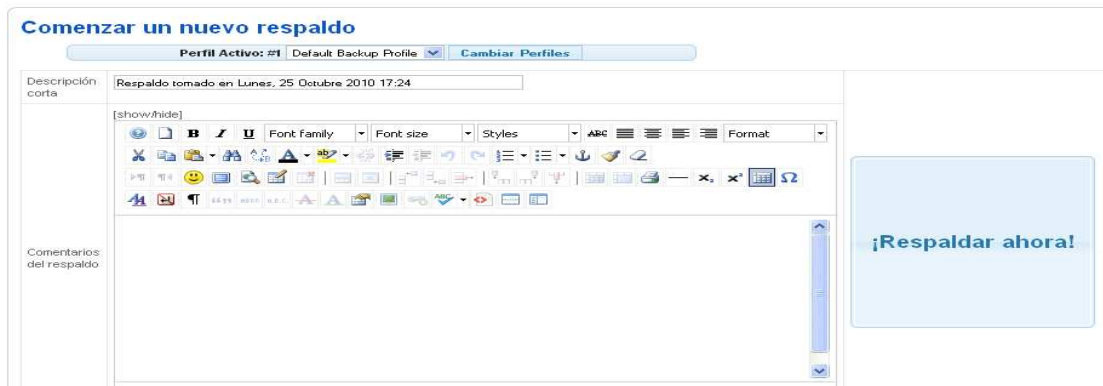 Comenzar un nuevo respaldo
Perfil Activo: #1 Default Backup Profile Cambiar Perfiles
Descripción corta
Respaldo tomado en Lunes, 25 Octubre 2010 17:24
[show/hide]
B I U Font family Font size Styles ABC Format
Comentarios del respaldo
¡Respaldar ahora!